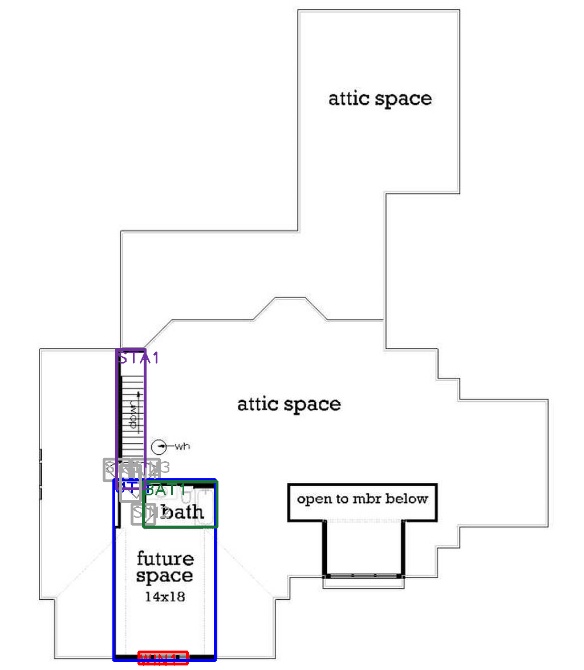 attic space
STA1
down
attic space
wh
BAT1
open to mbr below
bath
future
space
14x18